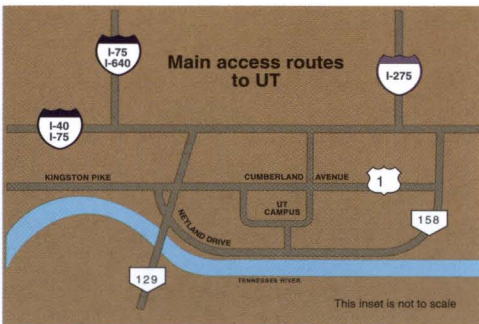 I-75
I-640
Main access routes
to UT
I-275
I-40
I-75
KINGSTON PIKE
CUMBERLAND AVENUE
1
UT
CAMPUS
158
NEYLAND DRIVE
129
TENNESSEE RIVER
This inset is not to scale